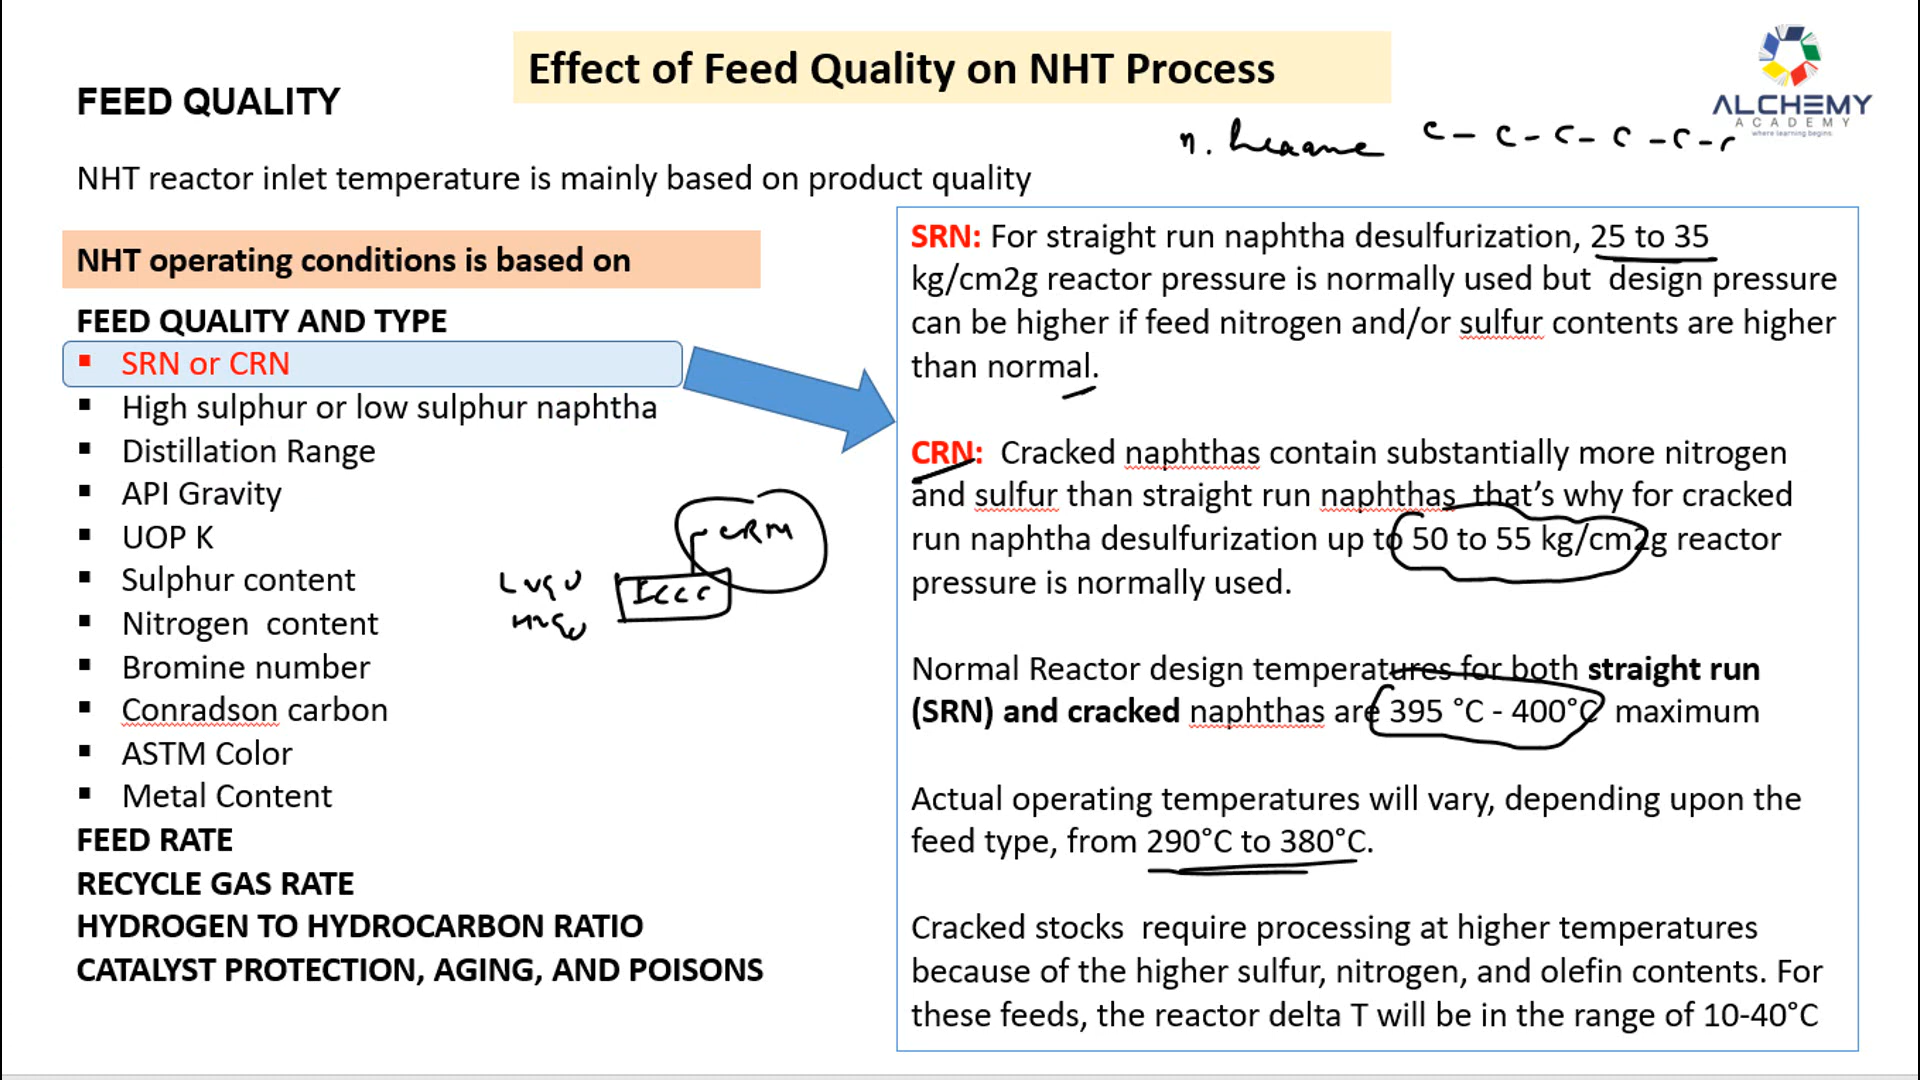 Effect of Feed Quality on NHT Process
ALCHEMY
ACADEMY
where learning begins
FEED QUALITY
n. hexane C - C - C - C - C - C
NHT reactor inlet temperature is mainly based on product quality
NHT operating conditions is based on
FEED QUALITY AND TYPE
▪ SRN or CRN
▪ High sulphur or low sulphur naphtha
▪ Distillation Range
▪ API Gravity
▪ UOP K
▪ Sulphur content
▪ Nitrogen content
▪ Bromine number
▪ Conradson carbon
▪ ASTM Color
▪ Metal Content
FEED RATE
RECYCLE GAS RATE
HYDROGEN TO HYDROCARBON RATIO
CATALYST PROTECTION, AGING, AND POISONS
LVGO
HVGO
SRN: For straight run naphtha desulfurization, 25 to 35
kg/cm2g reactor pressure is normally used but design pressure
can be higher if feed nitrogen and/or sulfur contents are higher
than normal.
CRN: Cracked naphthas contain substantially more nitrogen
and sulfur than straight run naphthas that's why for cracked
run naphtha desulfurization up to 50 to 55 kg/cm2g reactor
pressure is normally used.
Normal Reactor design temperatures for both straight run
(SRN) and cracked naphthas are 395 °C - 400°C maximum
Actual operating temperatures will vary, depending upon the
feed type, from 290°C to 380°C.
Cracked stocks require processing at higher temperatures
because of the higher sulfur, nitrogen, and olefin contents. For
these feeds, the reactor delta T will be in the range of 10-40°C